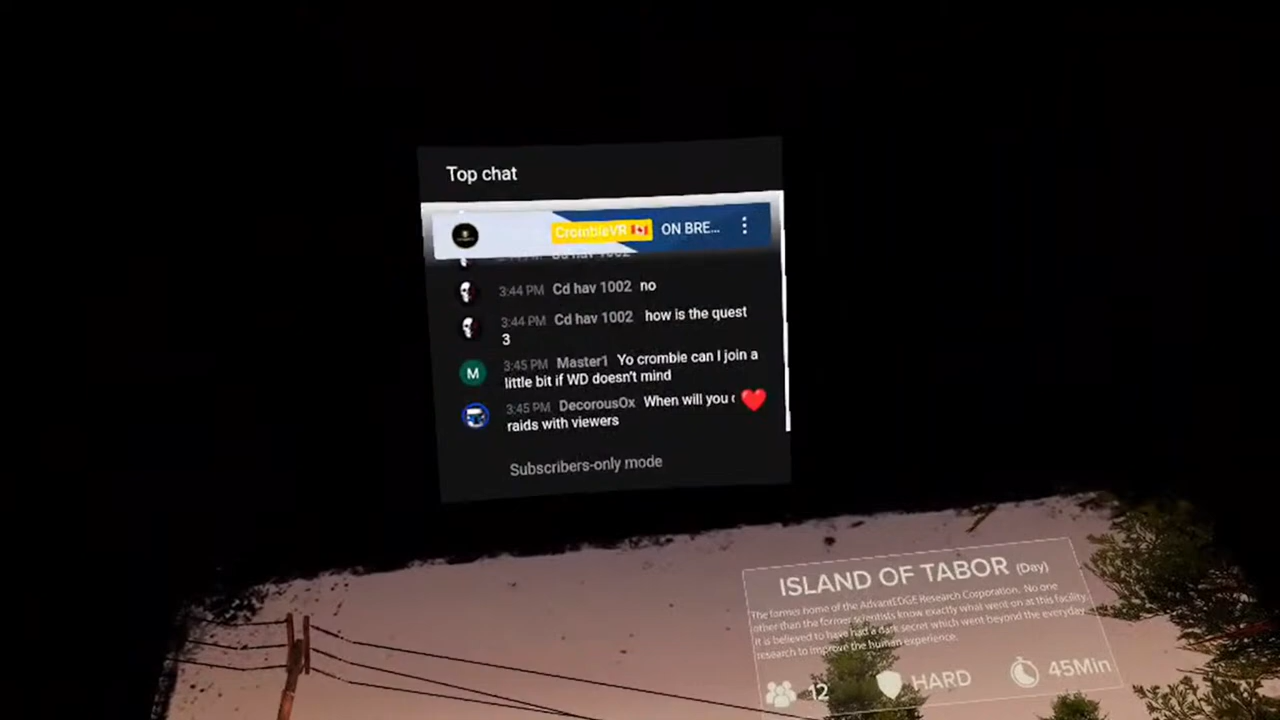 Top chat
CrombieVR ON BRE...
3:44 PM Cd hav 1002 no
3:44 PM Cd hav 1002 how is the quest
3
3:45 PM Master1 Yo crombie can I join a
little bit if WD doesn't mind
M
3:45 PM DecorousOx When will you
raids with viewers
Subscribers-only mode
ISLAND OF TABOR (Day)
The former home of the AdvantEDGE Research Corporation. No one
other than the former scientists know exactly what went on at this facility.
It is believed to have had a dark secret which went beyond the everyday
research to improve the human experience.
12 HARD 45Min